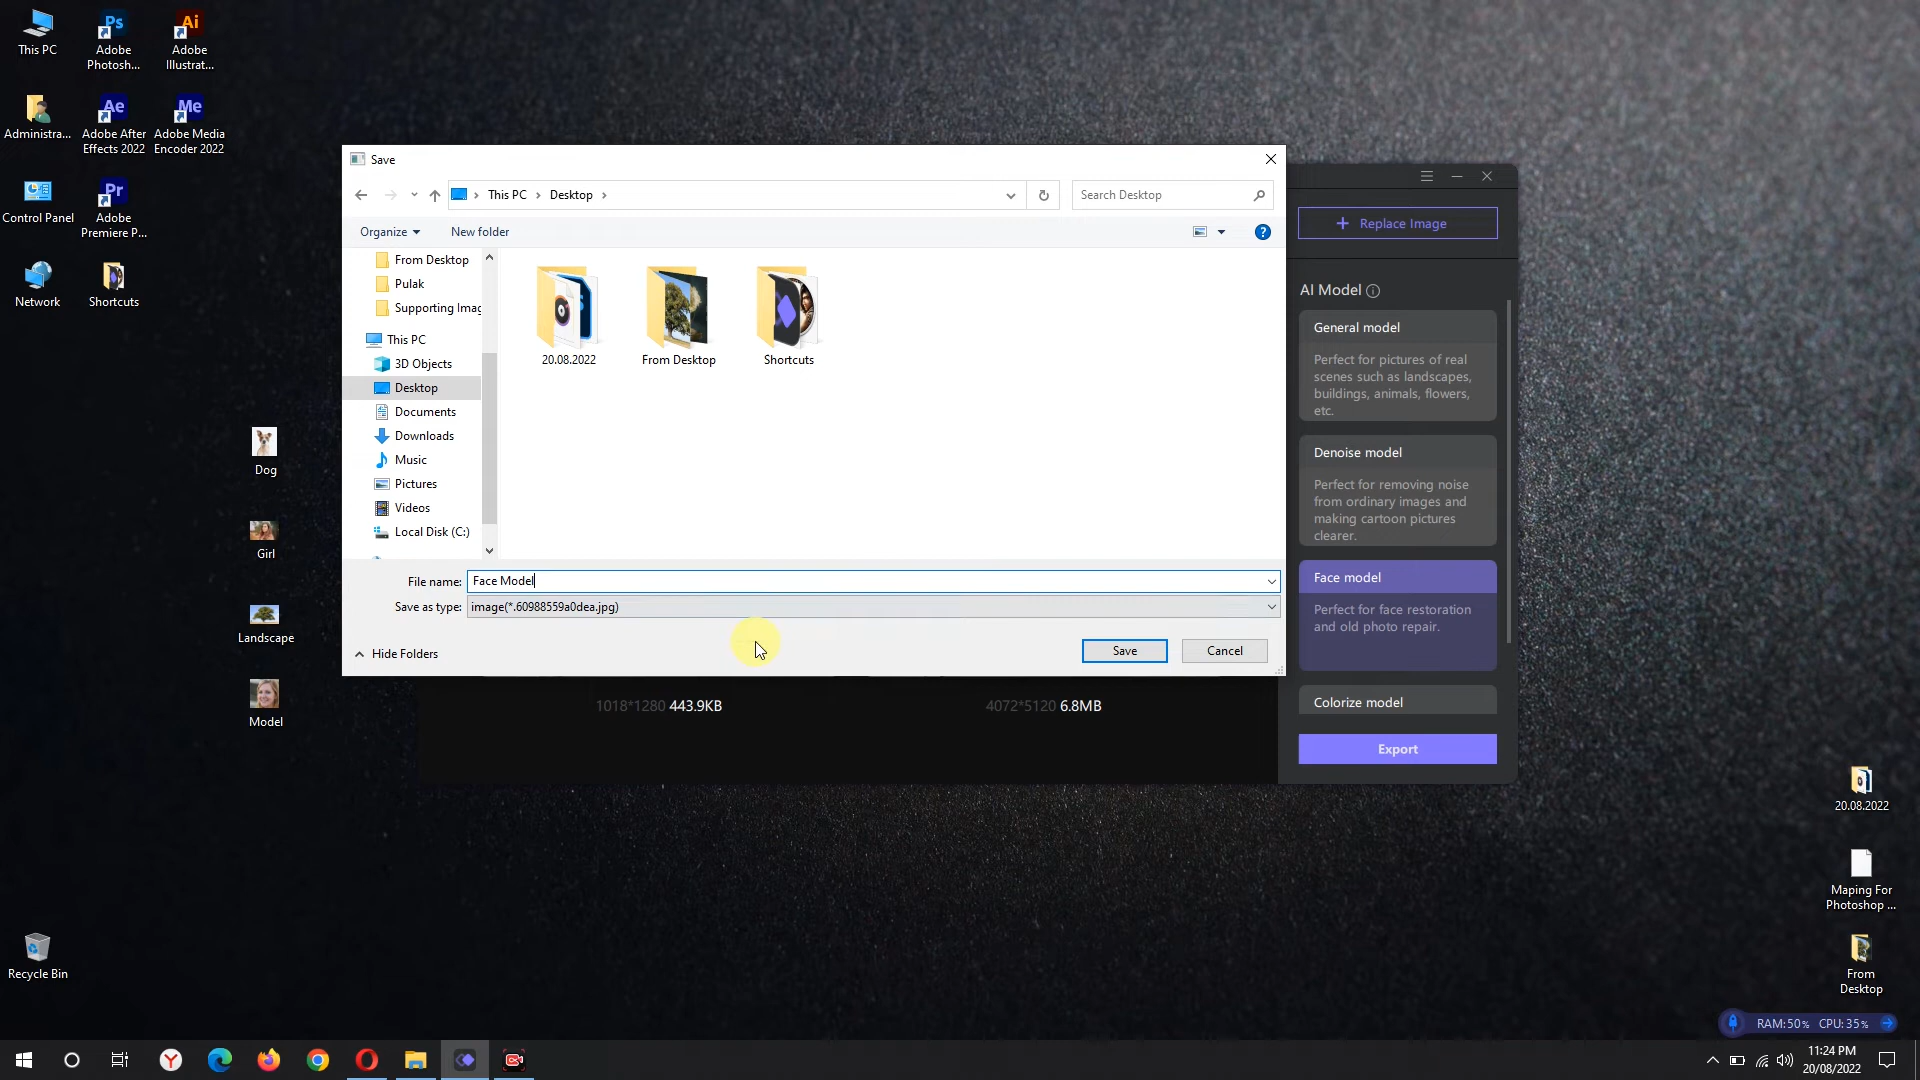 This PC
Adobe
Photosh...
Adobe
Illustrat...
Administra...
Adobe After
Effects 2022
Adobe Media
Encoder 2022
Control Panel
Adobe
Premiere P...
Network
Shortcuts
Dog
Girl
Landscape
Model
Recycle Bin
Save
This PC
Desktop
Search Desktop
Organize
New folder
From Desktop
Pulak
Supporting Imag
This PC
3D Objects
Desktop
Documents
Downloads
Music
Pictures
Videos
Local Disk (C:)
20.08.2022
From Desktop
Shortcuts
File name:
Face Model
Save as type:
image(*.60988559a0dea.jpg)
Hide Folders
Save
Cancel
1018*1280 443.9KB
4072*5120 6.8MB
+ Replace Image
AI Model
General model
Perfect for pictures of real
scenes such as landscapes,
buildings, animals, flowers,
etc.
Denoise model
Perfect for removing noise
from ordinary images and
making cartoon pictures
clearer.
Face model
Perfect for face restoration
and old photo repair.
Colorize model
Export
20.08.2022
Maping For
Photoshop ...
From
Desktop
RAM:50% CPU:35%
11:24 PM
20/08/2022
Ps
Ai
Ae
Me
Pr